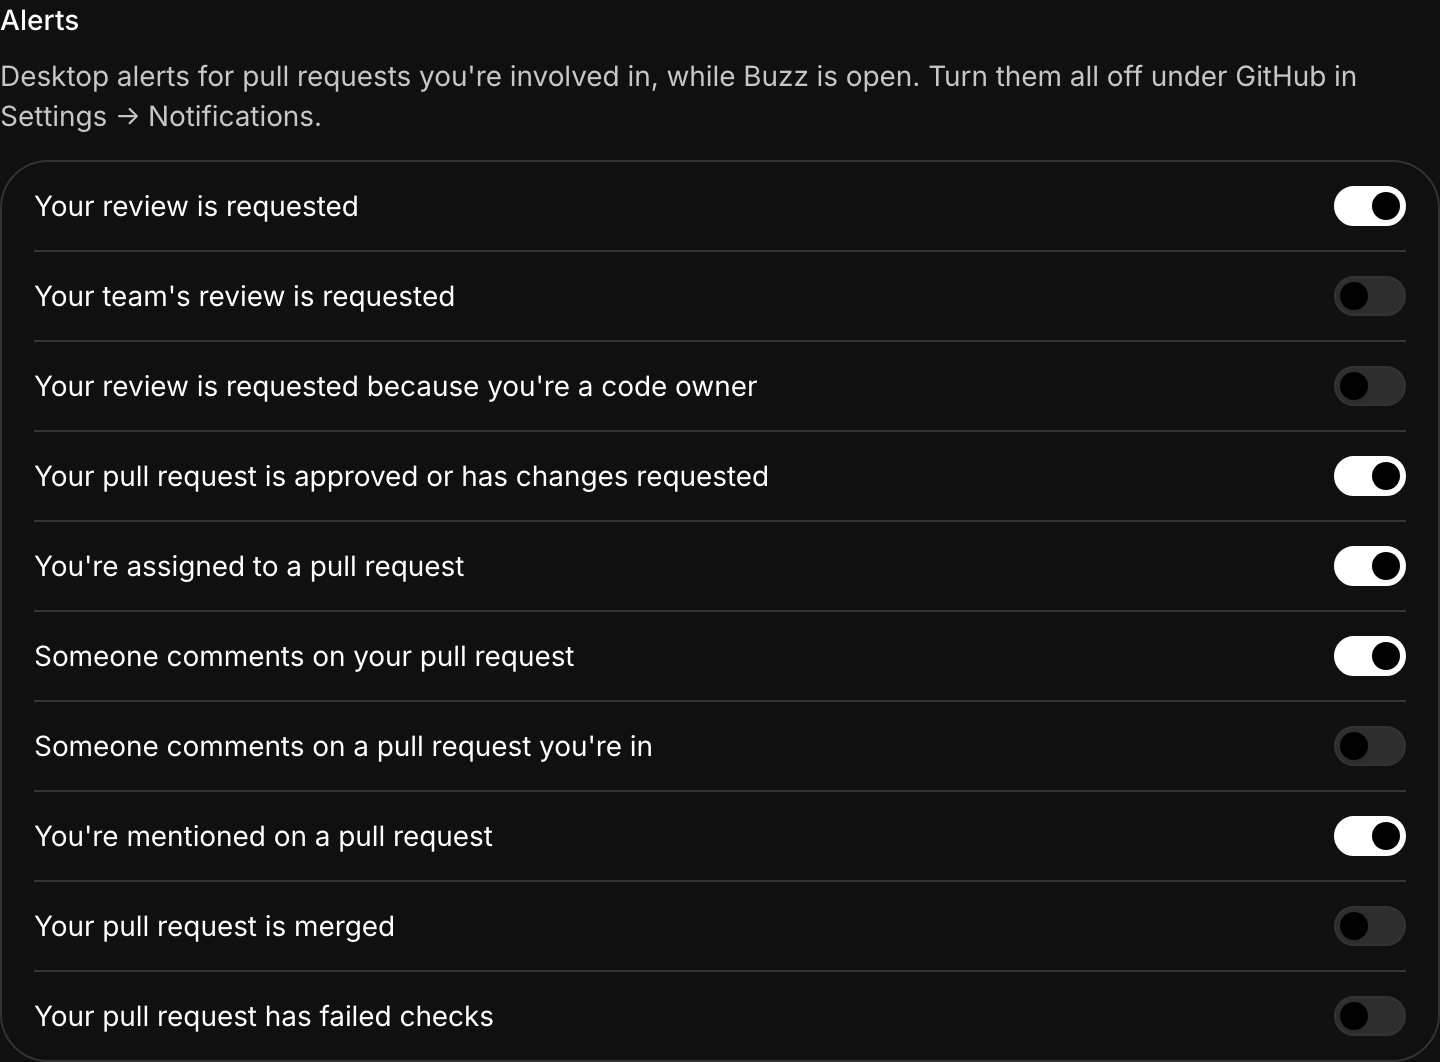 Alerts
Desktop alerts for pull requests you're involved in, while Buzz is open. Turn them all off under GitHub in
Settings → Notifications.
Your review is requested
Your team's review is requested
Your review is requested because you're a code owner
Your pull request is approved or has changes requested
You're assigned to a pull request
Someone comments on your pull request
Someone comments on a pull request you're in
You're mentioned on a pull request
Your pull request is merged
Your pull request has failed checks